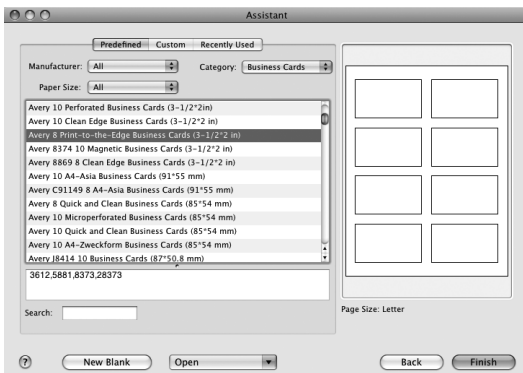 Assistant
Predefined Custom Recently Used
Manufacturer: All Category: Business Cards
Paper Size: All
Avery 10 Perforated Business Cards (3-1/2*2in)
Avery 10 Clean Edge Business Cards (3-1/2*2 in)
Avery 8 Print-to-the-Edge Business Cards (3-1/2*2 in)
Avery 8374 10 Magnetic Business Cards (3-1/2*2 in)
Avery 8869 8 Clean Edge Business Cards (3-1/2*2 in)
Avery 10 A4-Asia Business Cards (91*55 mm)
Avery C91149 8 A4-Asia Business Cards (91*55 mm)
Avery 8 Quick and Clean Business Cards (85*54 mm)
Avery 10 Microperforated Business Cards (85*54 mm)
Avery 10 Quick and Clean Business Cards (85*54 mm)
Avery 10 A4-Zweckform Business Cards (85*54 mm)
Avery J8414 10 Business Cards (87*50.8 mm)
3612,5881,8373,28373
Search:
Page Size: Letter
? New Blank Open Back Finish